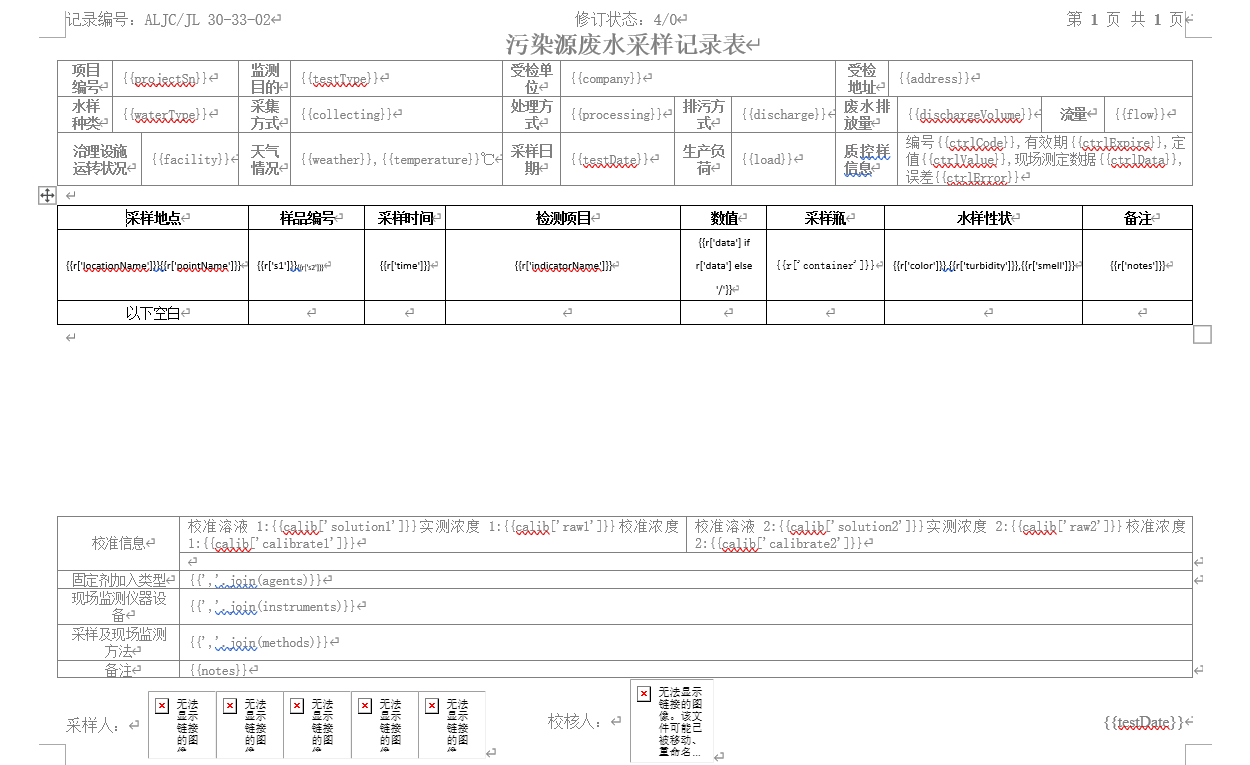 记录编号: ALJC/JL 30-33-02 修订状态: 4/0 第 1 页 共 1 页
污染源废水采样记录表
项目编号 {{projectSn}} 监测目的 {{testType}} 受检单位 {{company}} 受检地址 {{address}}
水样种类 {{waterType}} 采集方式 {{collecting}} 处理方式 {{processing}} 排污方式 {{discharge}} 废水排放量 {{dischargeVolume}} 流量 {{flow}}
治理设施运转状况 {{facility}} 天气情况 {{weather}},{{temperature}}℃ 采样日期 {{testDate}} 生产负荷 {{load}} 质控样信息 编号{{ctrlCode}},有效期{{ctrlExpire}},定值{{ctrlValue}},现场测定数据{{ctrlData}},误差{{ctrlError}}
采样地点 样品编号 采样时间 检测项目 数值 采样瓶 水样性状 备注
{{r['locationName']}}{{r['pointName']}} {{r['s1']}}{{r['s2']}} {{r['time']}} {{r['indicatorName']}} {{r['data'] if r['data'] else '/'}} {{r['container']}} {{r['color']}},{{r['turbidity']}},{{r['smell']}} {{r['notes']}}
以下空白
校准信息 校准溶液 1:{{calib['solution1']}}实测浓度 1:{{calib['raw1']}}校准浓度 1:{{calib['calibrate1']}} 校准溶液 2:{{calib['solution2']}}实测浓度 2:{{calib['raw2']}}校准浓度 2:{{calib['calibrate2']}}
固定剂加入类型 {{','.join(agents)}}
现场监测仪器设备 {{','.join(instruments)}}
采样及现场监测方法 {{','.join(methods)}}
备注 {{notes}}
采样人: 无法显示链接的图像 无法显示链接的图像 无法显示链接的图像 无法显示链接的图像 无法显示链接的图像 校核人: 无法显示链接的图像。该文件可能已被移动、重命名... {{testDate}}